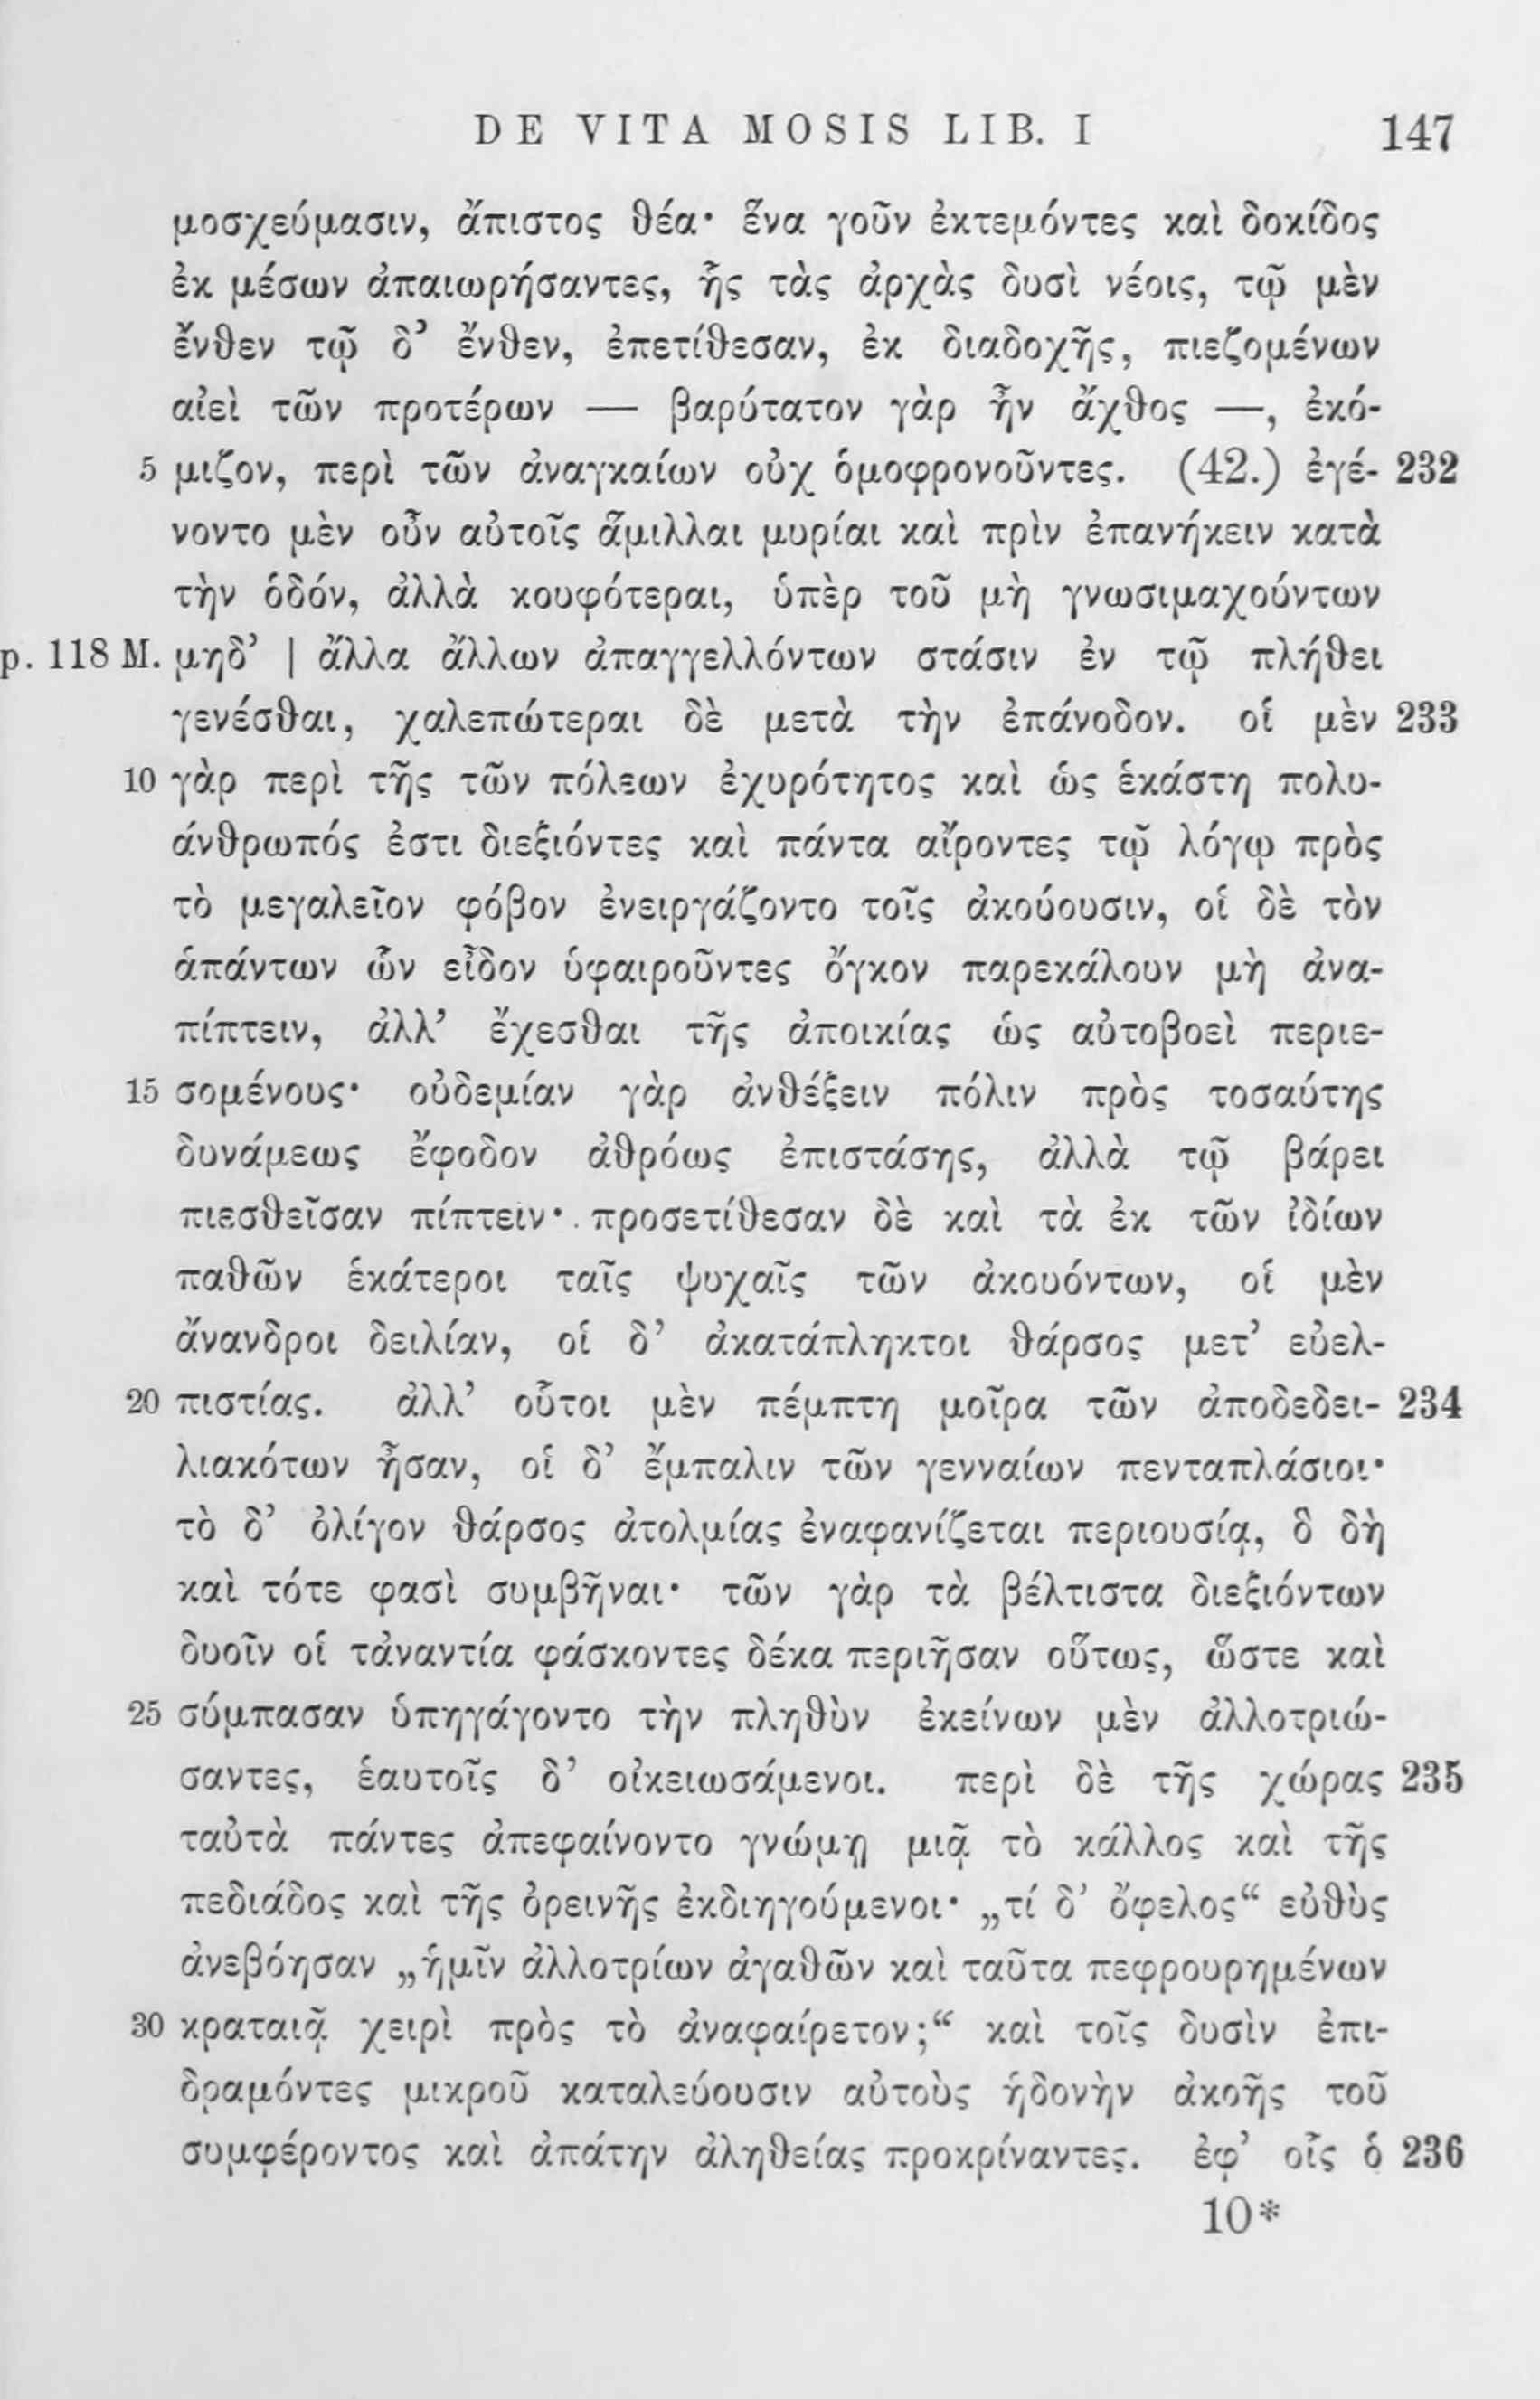 DE VITA MOSIS LIB. I 147
μοσχεύμασιν, ἄπιστος θέα· ἕνα γοῦν ἐκτεμόντες καὶ δοκίδος
ἐκ μέσων ἀπαιωρήσαντες, ἧς τὰς ἀρχὰς δυσὶ νέοις, τῷ μὲν
ἔνθεν τῷ δ’ ἔνθεν, ἐπετίθεσαν, ἐκ διαδοχῆς, πιεζομένων
αἰεὶ τῶν προτέρων — βαρύτατον γὰρ ἦν ἄχθος —, ἐκό-
5 μιζον, περὶ τῶν ἀναγκαίων οὐχ ὁμοφρονοῦντες. (42.) ἐγέ- 232
νοντο μὲν οὖν αὐτοῖς ἅμιλλαι μυρίαι καὶ πρὶν ἐπανήκειν κατὰ
τὴν ὁδόν, ἀλλὰ κουφότεραι, ὑπὲρ τοῦ μὴ γνωσιμαχούντων
p. 118 M. μηδ’ | ἄλλα ἄλλων ἀπαγγελλόντων στάσιν ἐν τῷ πλήθει
γενέσθαι, χαλεπώτεραι δὲ μετὰ τὴν ἐπάνοδον. οἱ μὲν 233
10 γὰρ περὶ τῆς τῶν πόλεων ἐχυρότητος καὶ ὡς ἑκάστη πολυ-
άνθρωπός ἐστι διεξιόντες καὶ πάντα αἴροντες τῷ λόγῳ πρὸς
τὸ μεγαλεῖον φόβον ἐνειργάζοντο τοῖς ἀκούουσιν, οἱ δὲ τὸν
ἁπάντων ὧν εἶδον ὑφαιροῦντες ὄγκον παρεκάλουν μὴ ἀνα-
πίπτειν, ἀλλ’ ἔχεσθαι τῆς ἀποικίας ὡς αὐτοβοεὶ περιε-
15 σομένους· οὐδεμίαν γὰρ ἀνθέξειν πόλιν πρὸς τοσαύτης
δυνάμεως ἔφοδον ἀθρόως ἐπιστάσης, ἀλλὰ τῷ βάρει
πιεσθεῖσαν πίπτειν· προσετίθεσαν δὲ καὶ τὰ ἐκ τῶν ἰδίων
παθῶν ἑκάτεροι ταῖς ψυχαῖς τῶν ἀκουόντων, οἱ μὲν
ἄνανδροι δειλίαν, οἱ δ’ ἀκατάπληκτοι θάρσος μετ’ εὐελ-
20 πιστίας. ἀλλ’ οὗτοι μὲν πέμπτη μοῖρα τῶν ἀποδεδει- 234
λιακότων ἦσαν, οἱ δ’ ἔμπαλιν τῶν γενναίων πενταπλάσιοι·
τὸ δ’ ὀλίγον θάρσος ἀτολμίας ἐναφανίζεται περιουσίᾳ, ὃ δὴ
καὶ τότε φασὶ συμβῆναι· τῶν γὰρ τὰ βέλτιστα διεξιόντων
δυοῖν οἱ τἀναντία φάσκοντες δέκα περιῆσαν οὕτως, ὥστε καὶ
25 σύμπασαν ὑπηγάγοντο τὴν πληθὺν ἐκείνων μὲν ἀλλοτριώ-
σαντες, ἑαυτοῖς δ’ οἰκειωσάμενοι. περὶ δὲ τῆς χώρας 235
ταὐτὰ πάντες ἀπεφαίνοντο γνώμῃ μιᾷ τὸ κάλλος καὶ τῆς
πεδιάδος καὶ τῆς ὀρεινῆς ἐκδιηγούμενοι· „τί δ’ ὄφελος“ εὐθὺς
ἀνεβόησαν „ἡμῖν ἀλλοτρίων ἀγαθῶν καὶ ταῦτα πεφρουρημένων
30 κραταιᾷ χειρὶ πρὸς τὸ ἀναφαίρετον;“ καὶ τοῖς δυσὶν ἐπι-
δραμόντες μικροῦ καταλεύουσιν αὐτοὺς ἡδονὴν ἀκοῆς τοῦ
συμφέροντος καὶ ἀπάτην ἀληθείας προκρίναντες. ἐφ’ οἷς ὁ 236
10*